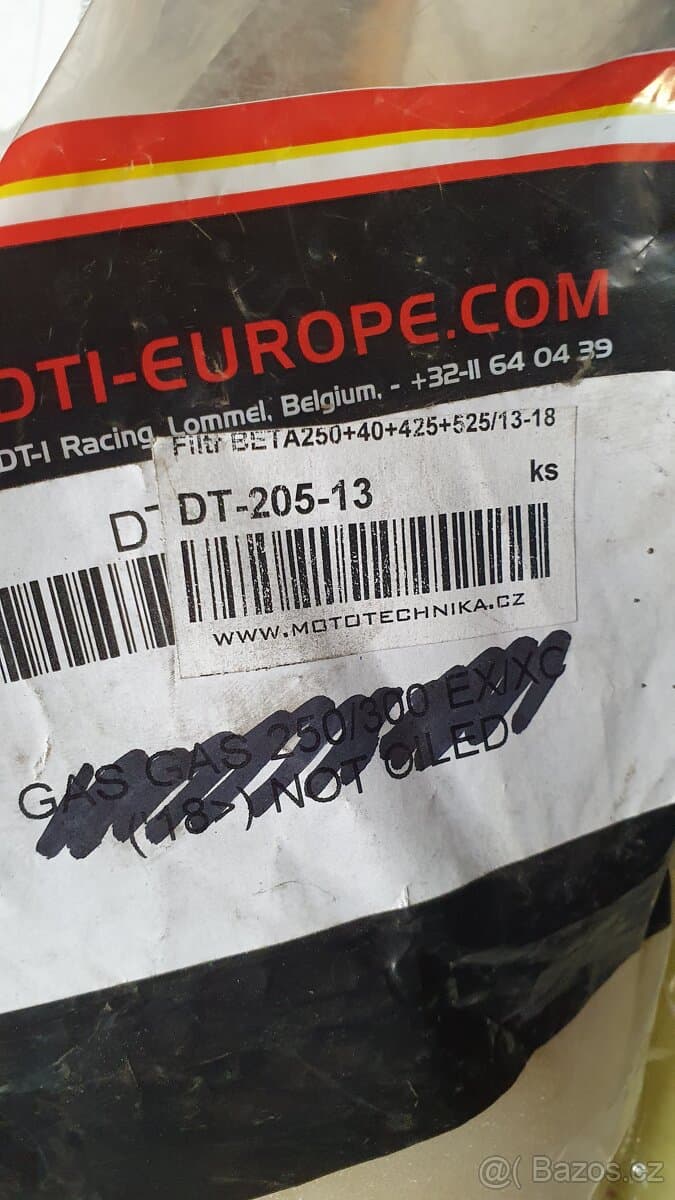 DTI-EUROPE.COM
DT-I Racing, Lommel, Belgium, - +32-11 64 04 39
Filtr BETA250+40+425+525/13-18
ks
DT-205-13
DT
WWW.MOTOTECHNIKA.CZ
GAS GAS 250/300 EX/XC
('18>) NOT OILED
@( Bazos.cz